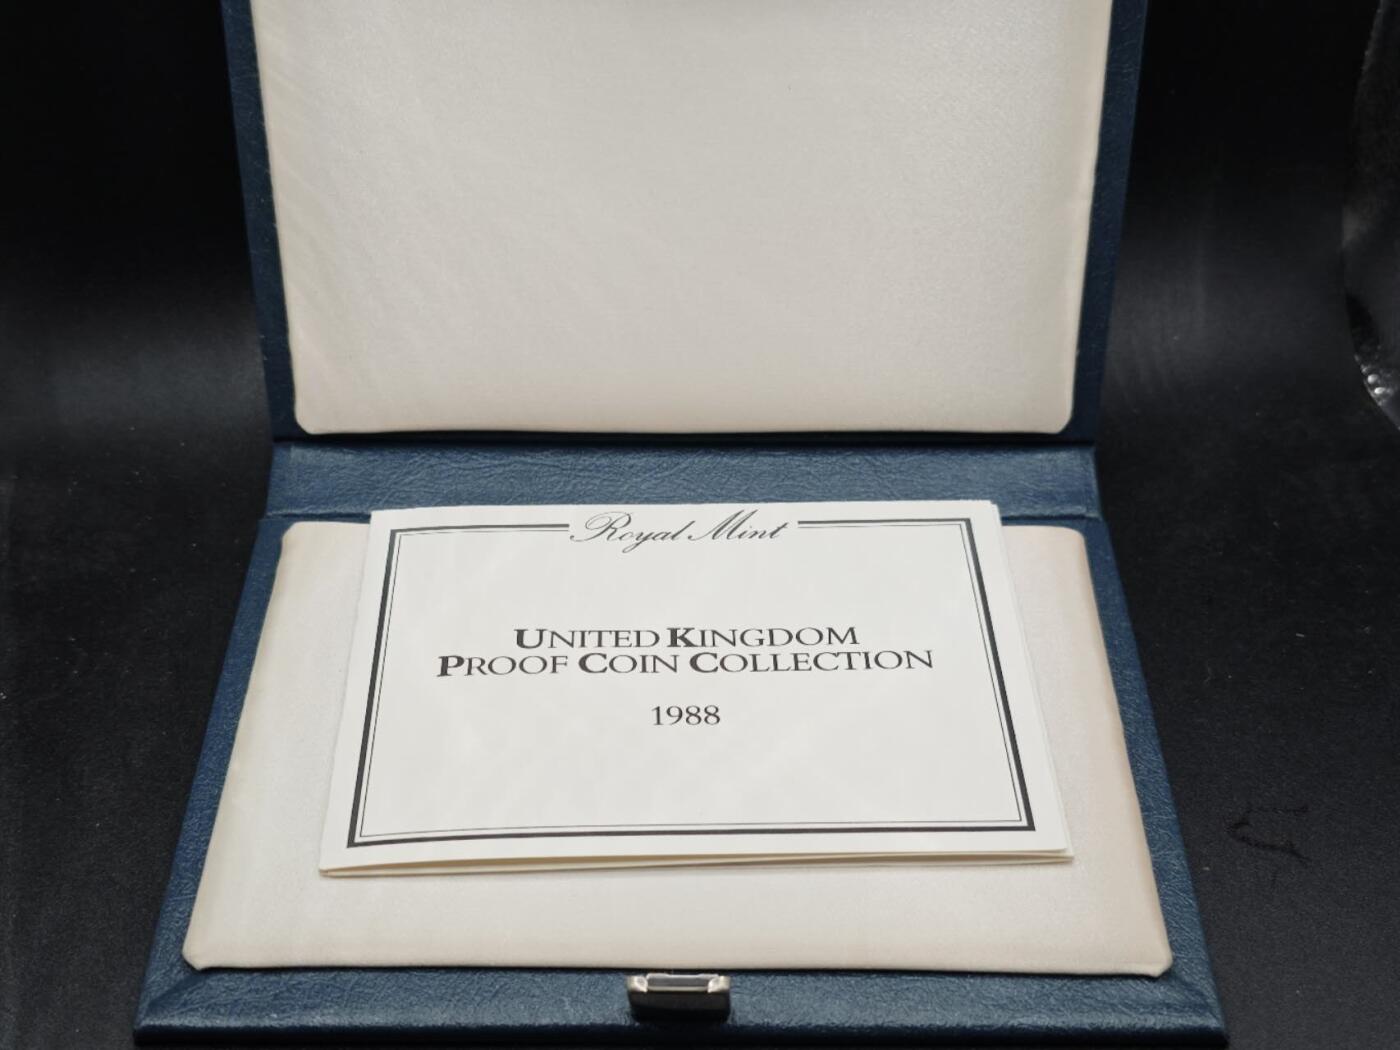 Royal Mint
UNITED KINGDOM
PROOF COIN COLLECTION
1988